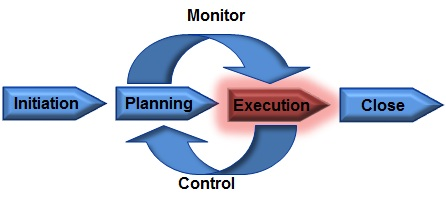 Monitor
Initiation
Planning
Execution
Close
Control